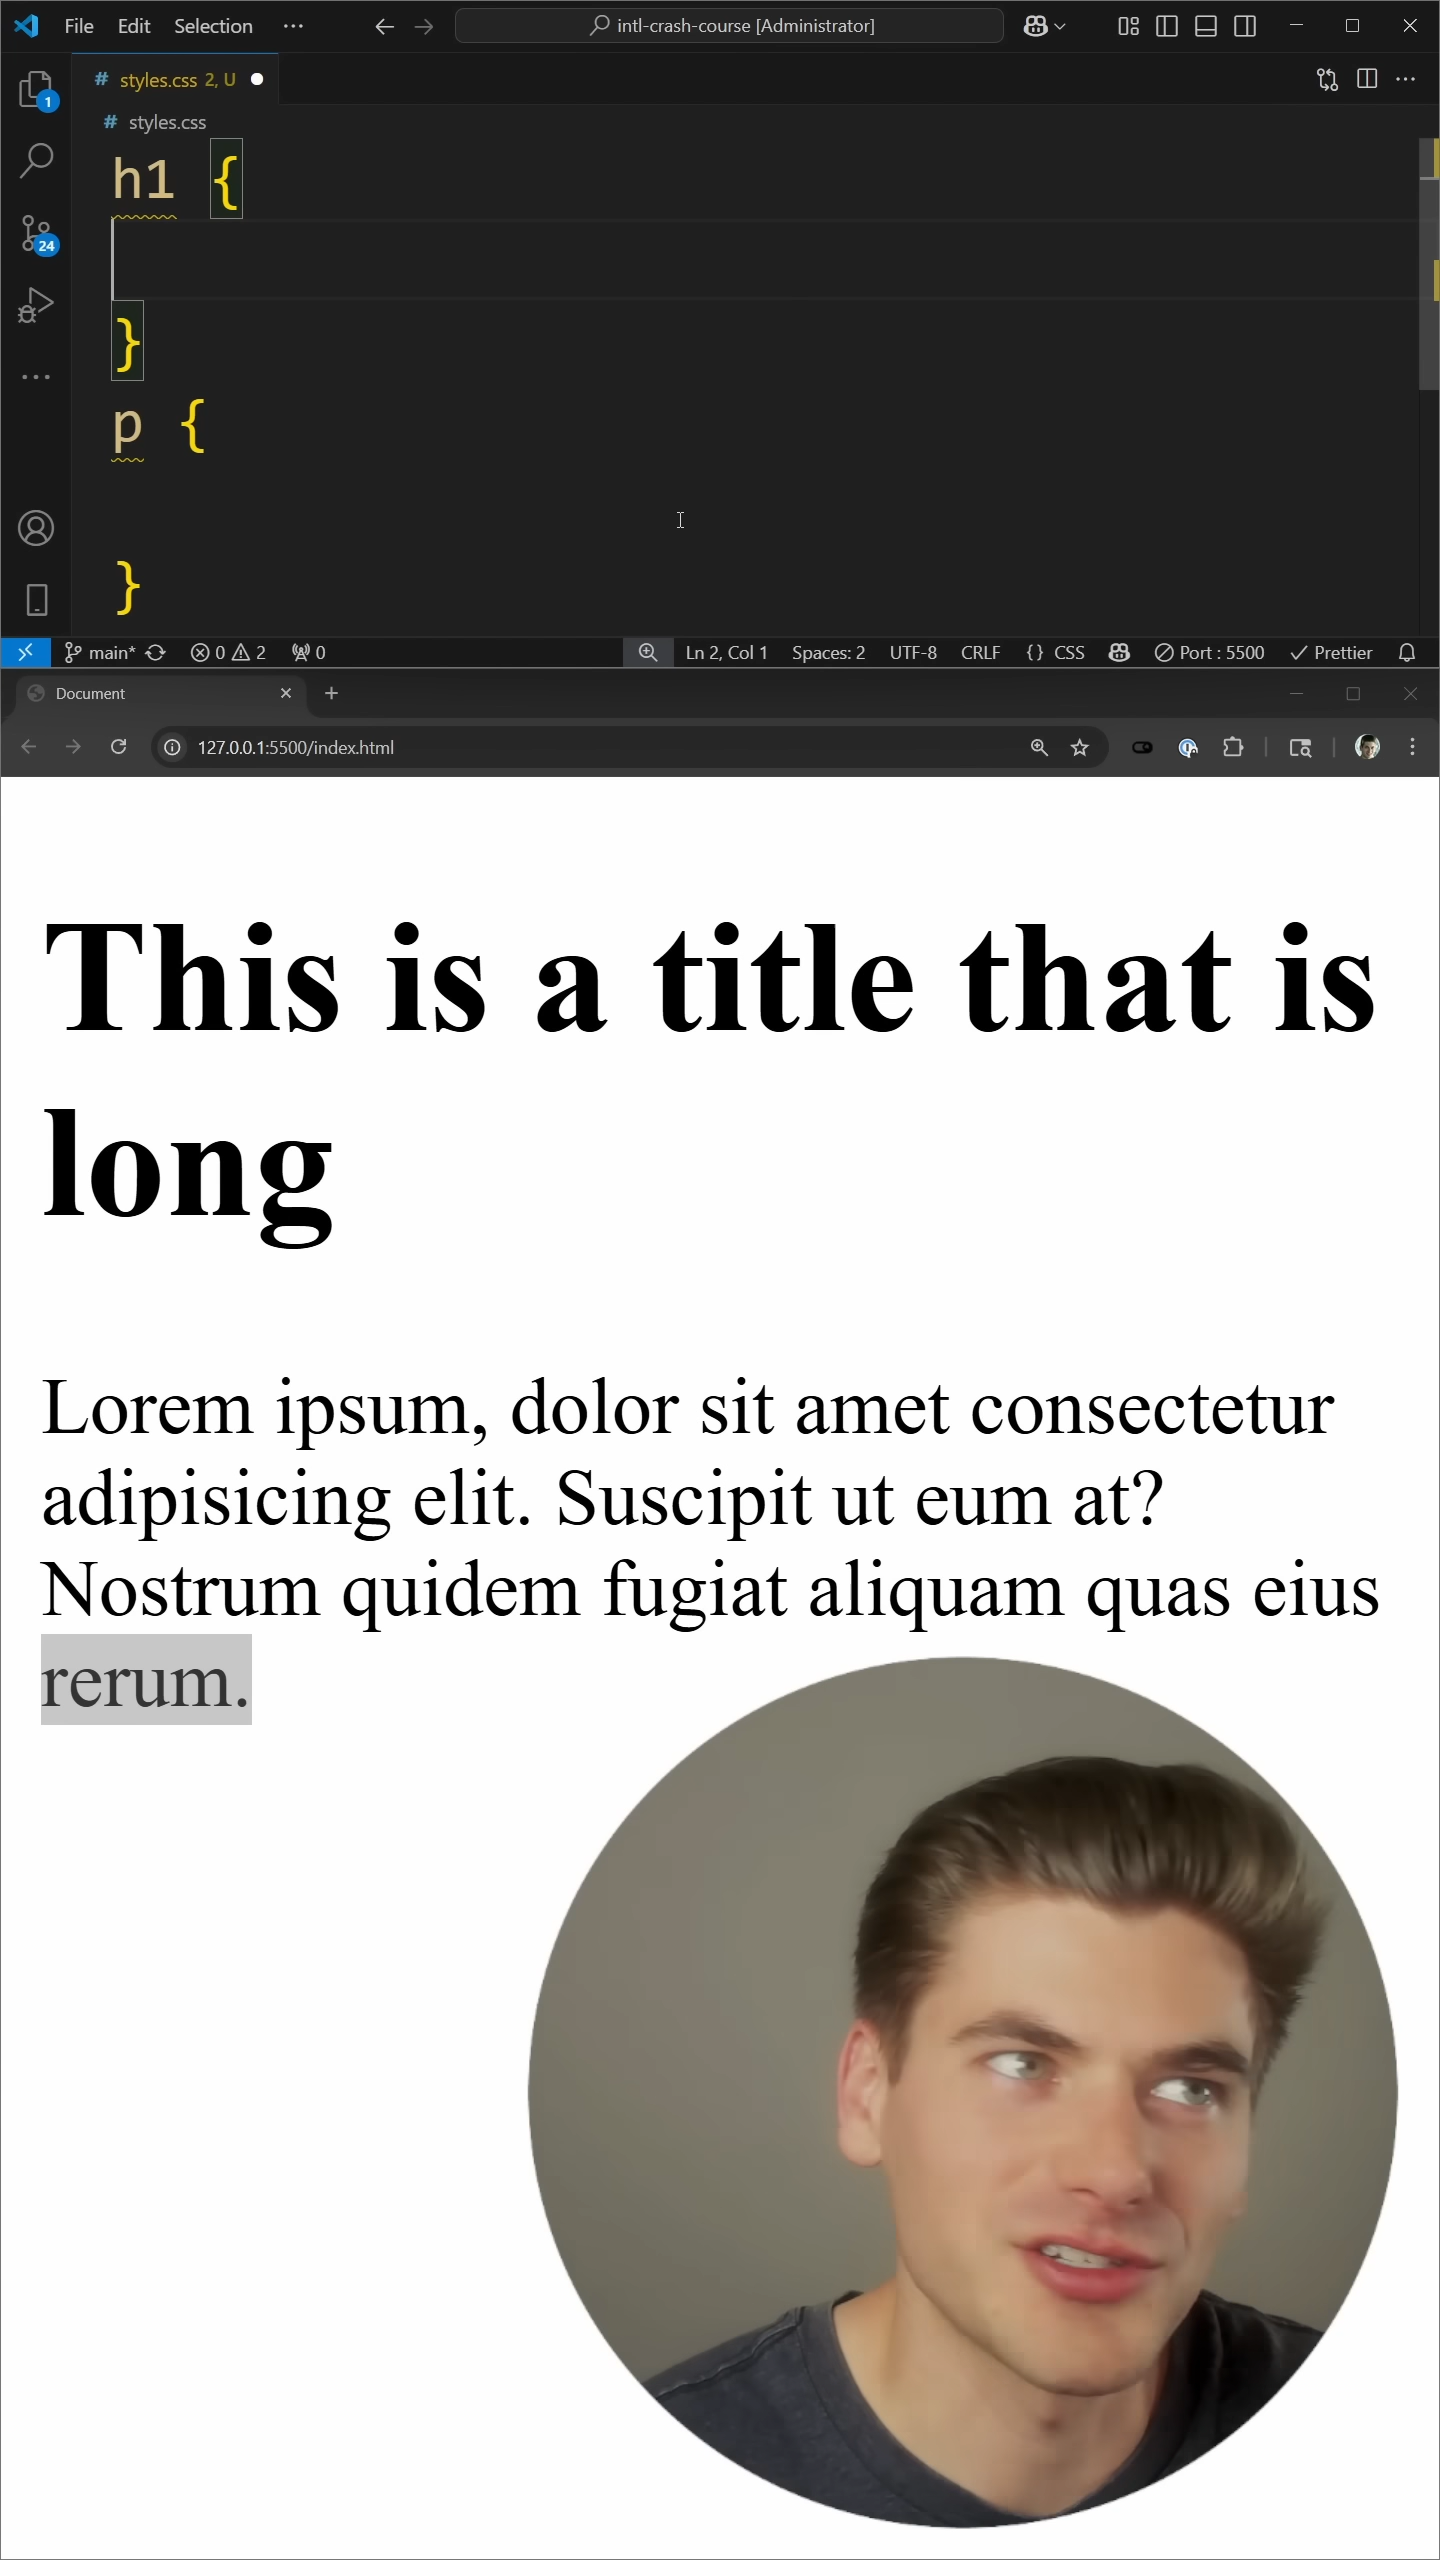 File Edit Selection ··· intl-crash-course [Administrator]
# styles.css 2, U
# styles.css
h1 {
}
p {
}
1
24
main* 0 2 0 Ln 2, Col 1 Spaces: 2 UTF-8 CRLF {} CSS Port : 5500 Prettier
Document
127.0.0.1:5500/index.html
This is a title that is
long
Lorem ipsum, dolor sit amet consectetur
adipisicing elit. Suscipit ut eum at?
Nostrum quidem fugiat aliquam quas eius
rerum.